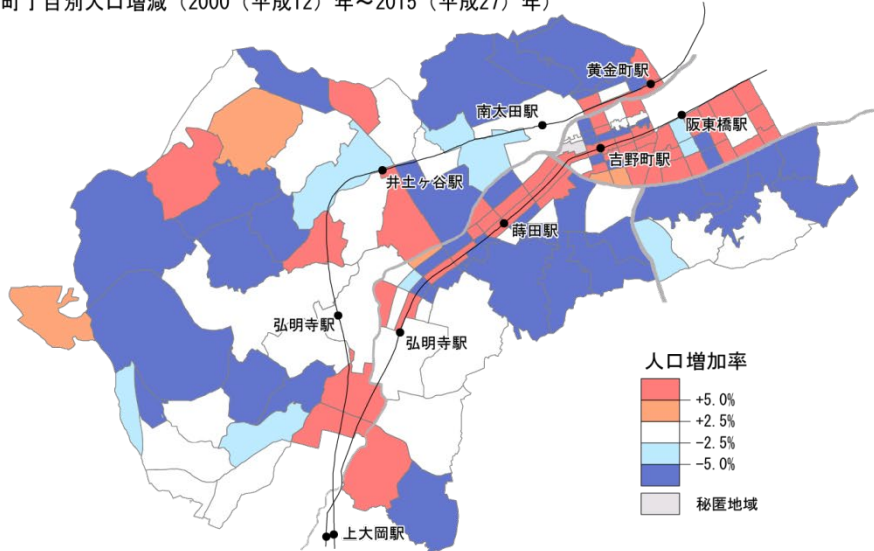 町丁目別人口増減（2000（平成12）年～2015（平成27）年）
黄金町駅
南太田駅
阪東橋駅
吉野町駅
井土ヶ谷駅
蒔田駅
弘明寺駅
弘明寺駅
上大岡駅
人口増加率
+5.0%
+2.5%
-2.5%
-5.0%
秘匿地域